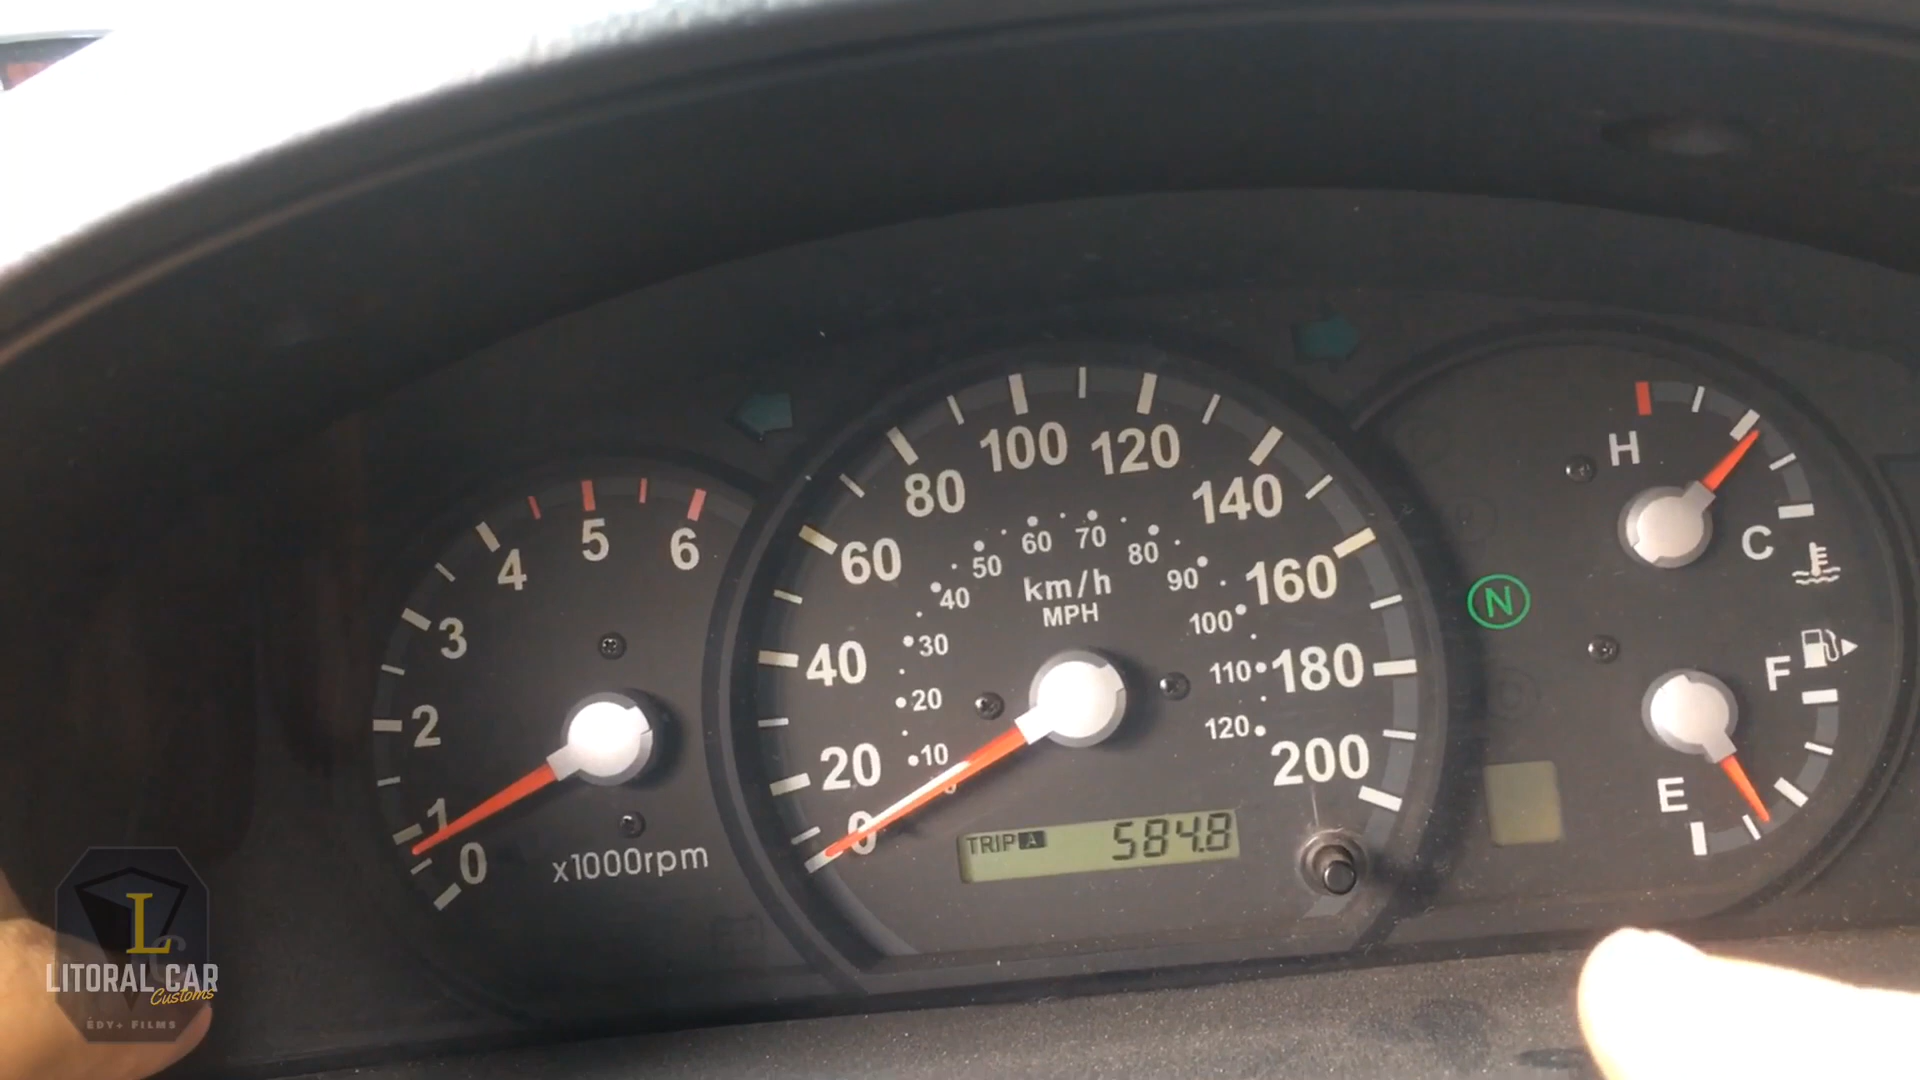 0 1 2 3 4 5 6
x1000rpm
0 20 40 60 80 100 120 140 160 180 200
km/h
MPH
10 20 30 40 50 60 70 80 90 100 110 120
TRIP A 584.8
N
H
C
F
E
L
LITORAL CAR
Customs
ÉDY+ FILMS